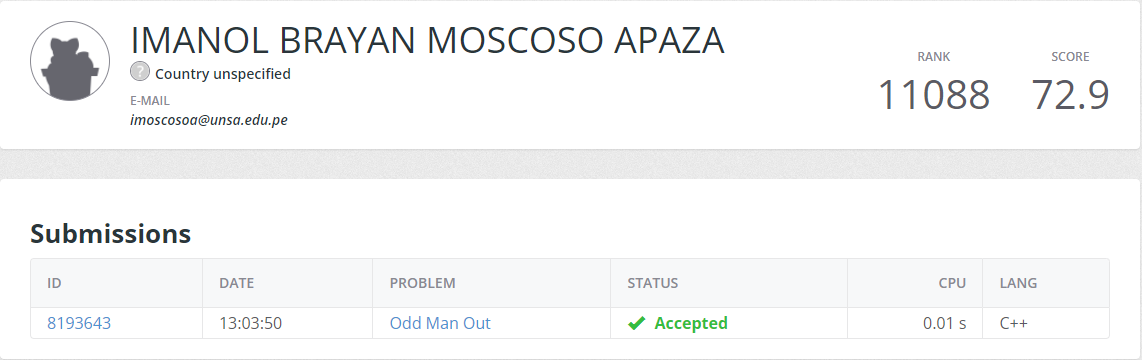 IMANOL BRAYAN MOSCOSO APAZA
? Country unspecified
E-MAIL
imoscosoa@unsa.edu.pe
RANK SCORE
11088 72.9
Submissions
ID DATE PROBLEM STATUS CPU LANG
8193643 13:03:50 Odd Man Out Accepted 0.01 s C++